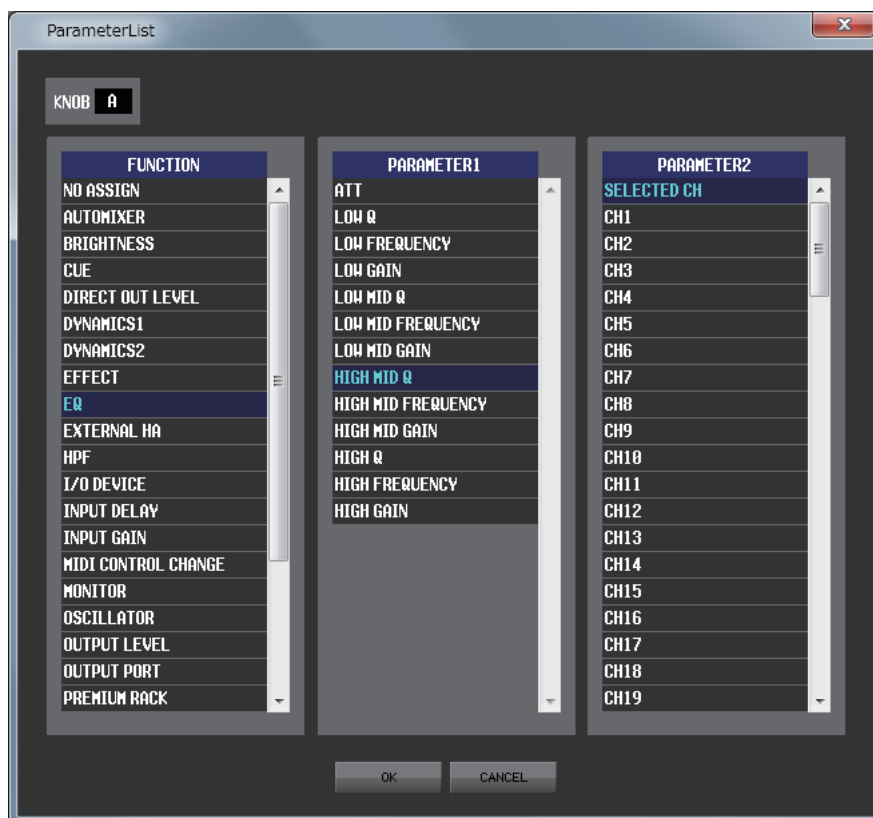 ParameterList
KNOB A
FUNCTION
NO ASSIGN
AUTOMIXER
BRIGHTNESS
CUE
DIRECT OUT LEVEL
DYNAMICS1
DYNAMICS2
EFFECT
EQ
EXTERNAL HA
HPF
I/O DEVICE
INPUT DELAY
INPUT GAIN
MIDI CONTROL CHANGE
MONITOR
OSCILLATOR
OUTPUT LEVEL
OUTPUT PORT
PREMIUM RACK
PARAMETER1
ATT
LOW Q
LOW FREQUENCY
LOW GAIN
LOW MID Q
LOW MID FREQUENCY
LOW MID GAIN
HIGH MID Q
HIGH MID FREQUENCY
HIGH MID GAIN
HIGH Q
HIGH FREQUENCY
HIGH GAIN
PARAMETER2
SELECTED CH
CH1
CH2
CH3
CH4
CH5
CH6
CH7
CH8
CH9
CH10
CH11
CH12
CH13
CH14
CH15
CH16
CH17
CH18
CH19
OK
CANCEL